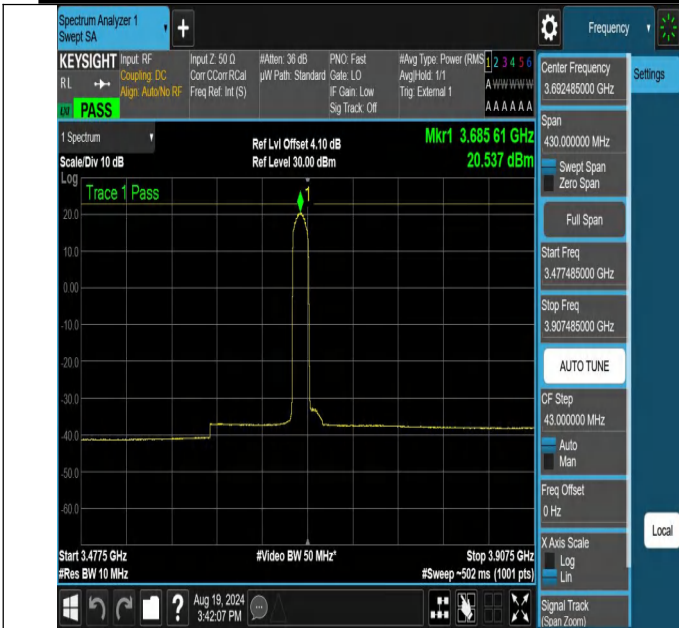 Spectrum Analyzer 1
Swept SA
Frequency
KEYSIGHT
RL
PASS
Input: RF
Coupling: DC
Align: Auto/No RF
Input Z: 50 Ω
Corr CCorr RCal
Freq Ref: Int (S)
#Atten: 36 dB
µW Path: Standard
PNO: Fast
Gate: LO
IF Gain: Low
Sig Track: Off
#Avg Type: Power (RMS
Avg|Hold: 1/1
Trig: External 1
1 2 3 4 5 6
A W W W W W
A A A A A A
1 Spectrum
Scale/Div 10 dB
Log
Ref Lvl Offset 4.10 dB
Ref Level 30.00 dBm
Mkr1 3.685 61 GHz
20.537 dBm
Trace 1 Pass
1
20.0
10.0
0.00
-10.0
-20.0
-30.0
-40.0
-50.0
-60.0
Start 3.4775 GHz
#Res BW 10 MHz
#Video BW 50 MHz*
Stop 3.9075 GHz
#Sweep ~502 ms (1001 pts)
Aug 19, 2024
3:42:07 PM
Center Frequency
3.692485000 GHz
Span
430.000000 MHz
Swept Span
Zero Span
Full Span
Start Freq
3.477485000 GHz
Stop Freq
3.907485000 GHz
AUTO TUNE
CF Step
43.000000 MHz
Auto
Man
Freq Offset
0 Hz
X Axis Scale
Log
Lin
Signal Track
(Span Zoom)
Settings
Local